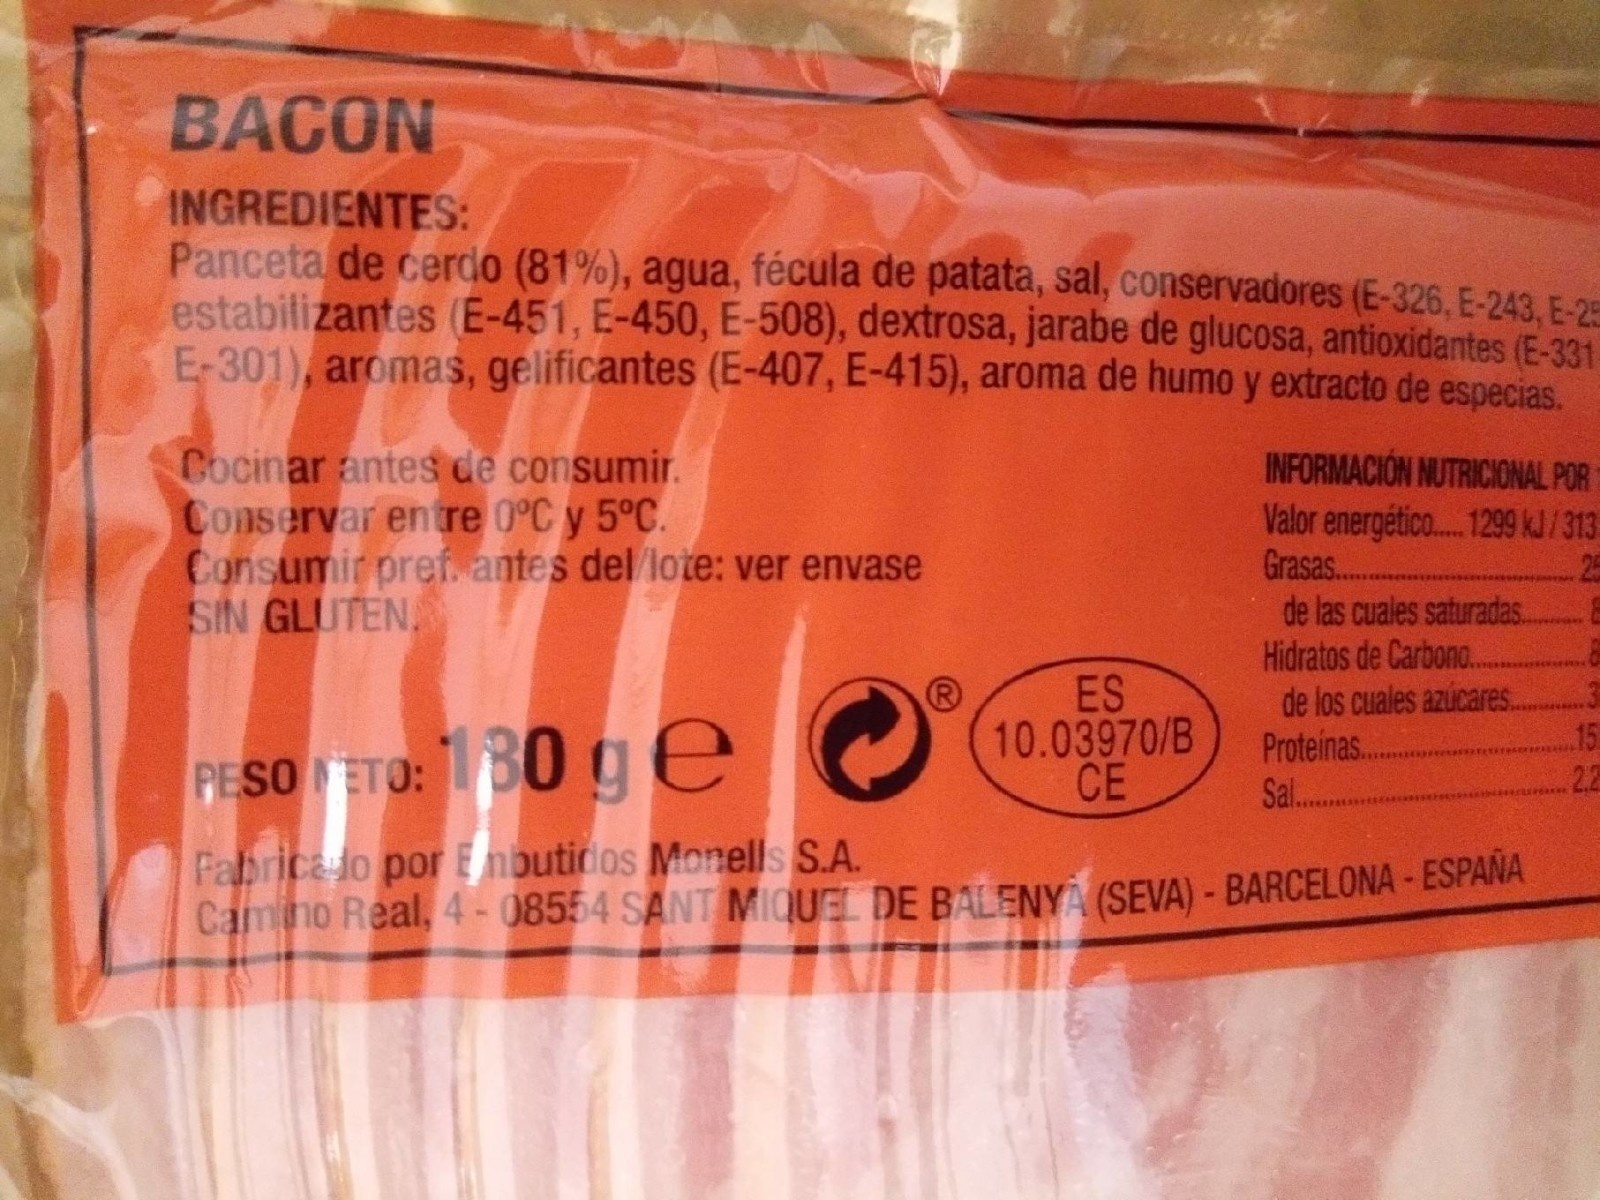 BACON
INGREDIENTES:
Panceta de cerdo (81%), agua, fécula de patata, sal, conservadores (E-326, E-243, E-25
estabilizantes (E-451, E-450, E-508), dextrosa, jarabe de glucosa, antioxidantes (E-331
E-301), aromas, gelificantes (E-407, E-415), aroma de humo y extracto de especias.
Cocinar antes de consumir.
Conservar entre 0ºC y 5ºC.
Consumir pref. antes del/lote: ver envase
SIN GLUTEN.
PESO NETO: 180 g e
®
ES
10.03970/B
CE
Fabricado por Embutidos Monells S.A.
Camino Real, 4 - 08554 SANT MIQUEL DE BALENYÀ (SEVA) - BARCELONA - ESPAÑA
INFORMACIÓN NUTRICIONAL POR
Valor energético..... 1299 kJ / 313
Grasas
de las cuales saturadas
Hidratos de Carbono
de los cuales azúcares
Proteínas 15
Sal 2,2